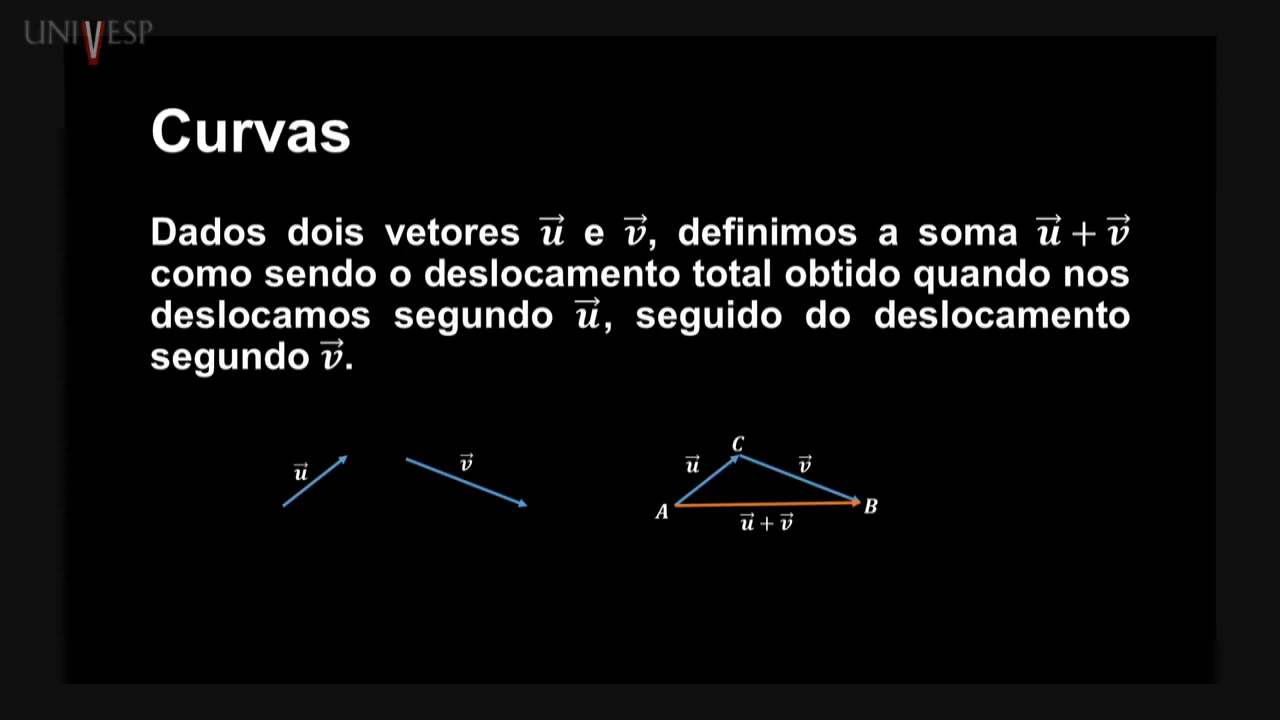 UNIVESP
Curvas
Dados dois vetores u⃗ e v⃗, definimos a soma u⃗ + v⃗
como sendo o deslocamento total obtido quando nos
deslocamos segundo u⃗, seguido do deslocamento
segundo v⃗.
u⃗ v⃗ u⃗ C v⃗
A u⃗ + v⃗ B